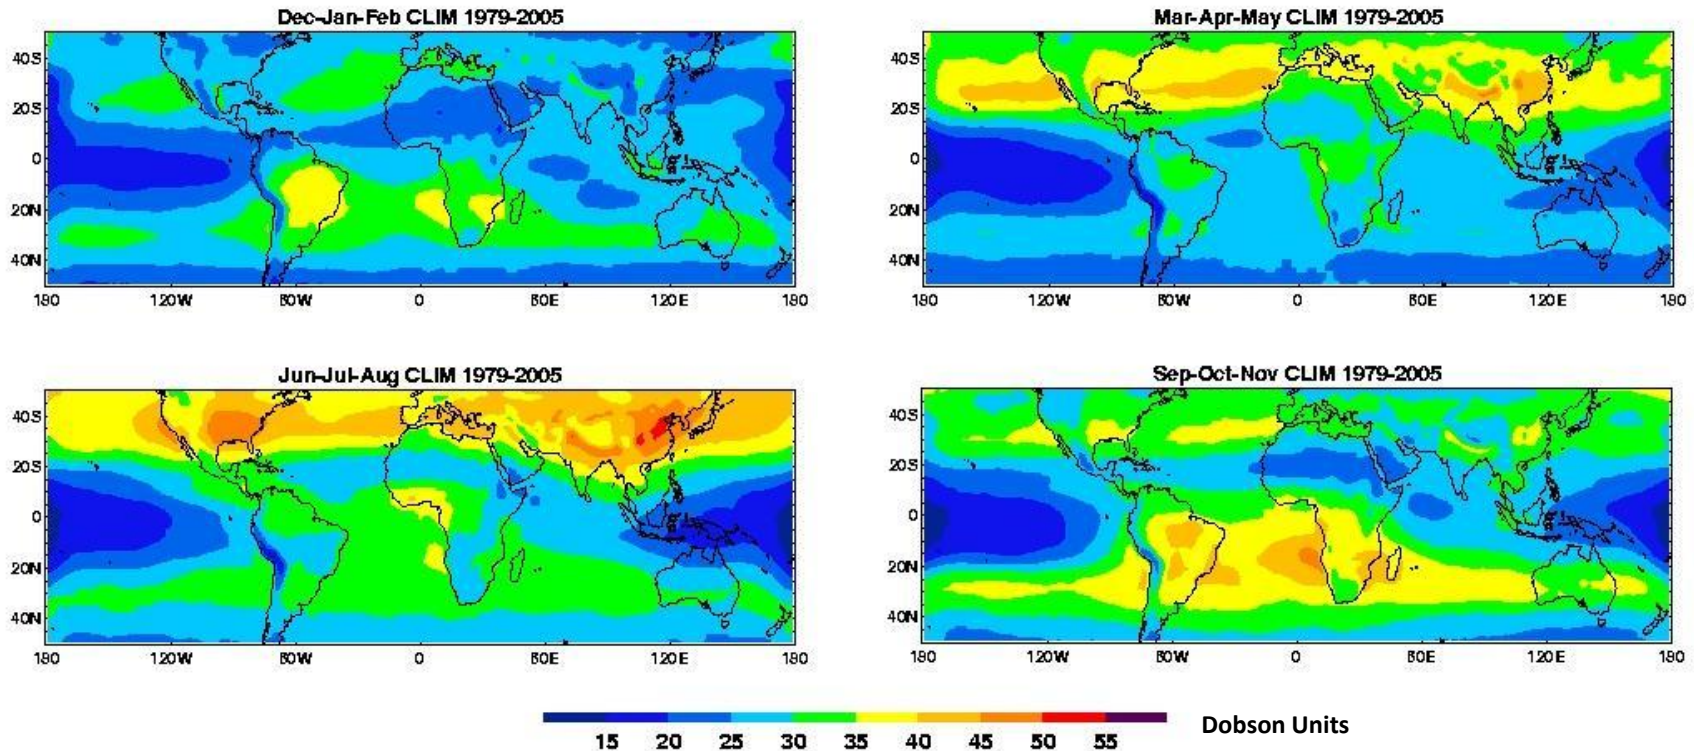 Dec-Jan-Feb CLIM 1979-2005
40S
20S
0
20N
40N
180 120W 60W 0 60E 120E 180
Mar-Apr-May CLIM 1979-2005
40S
20S
0
20N
40N
180 120W 60W 0 60E 120E 180
Jun-Jul-Aug CLIM 1979-2005
40S
20S
0
20N
40N
180 120W 60W 0 60E 120E 180
Sep-Oct-Nov CLIM 1979-2005
40S
20S
0
20N
40N
180 120W 60W 0 60E 120E 180
15 20 25 30 35 40 45 50 55
Dobson Units